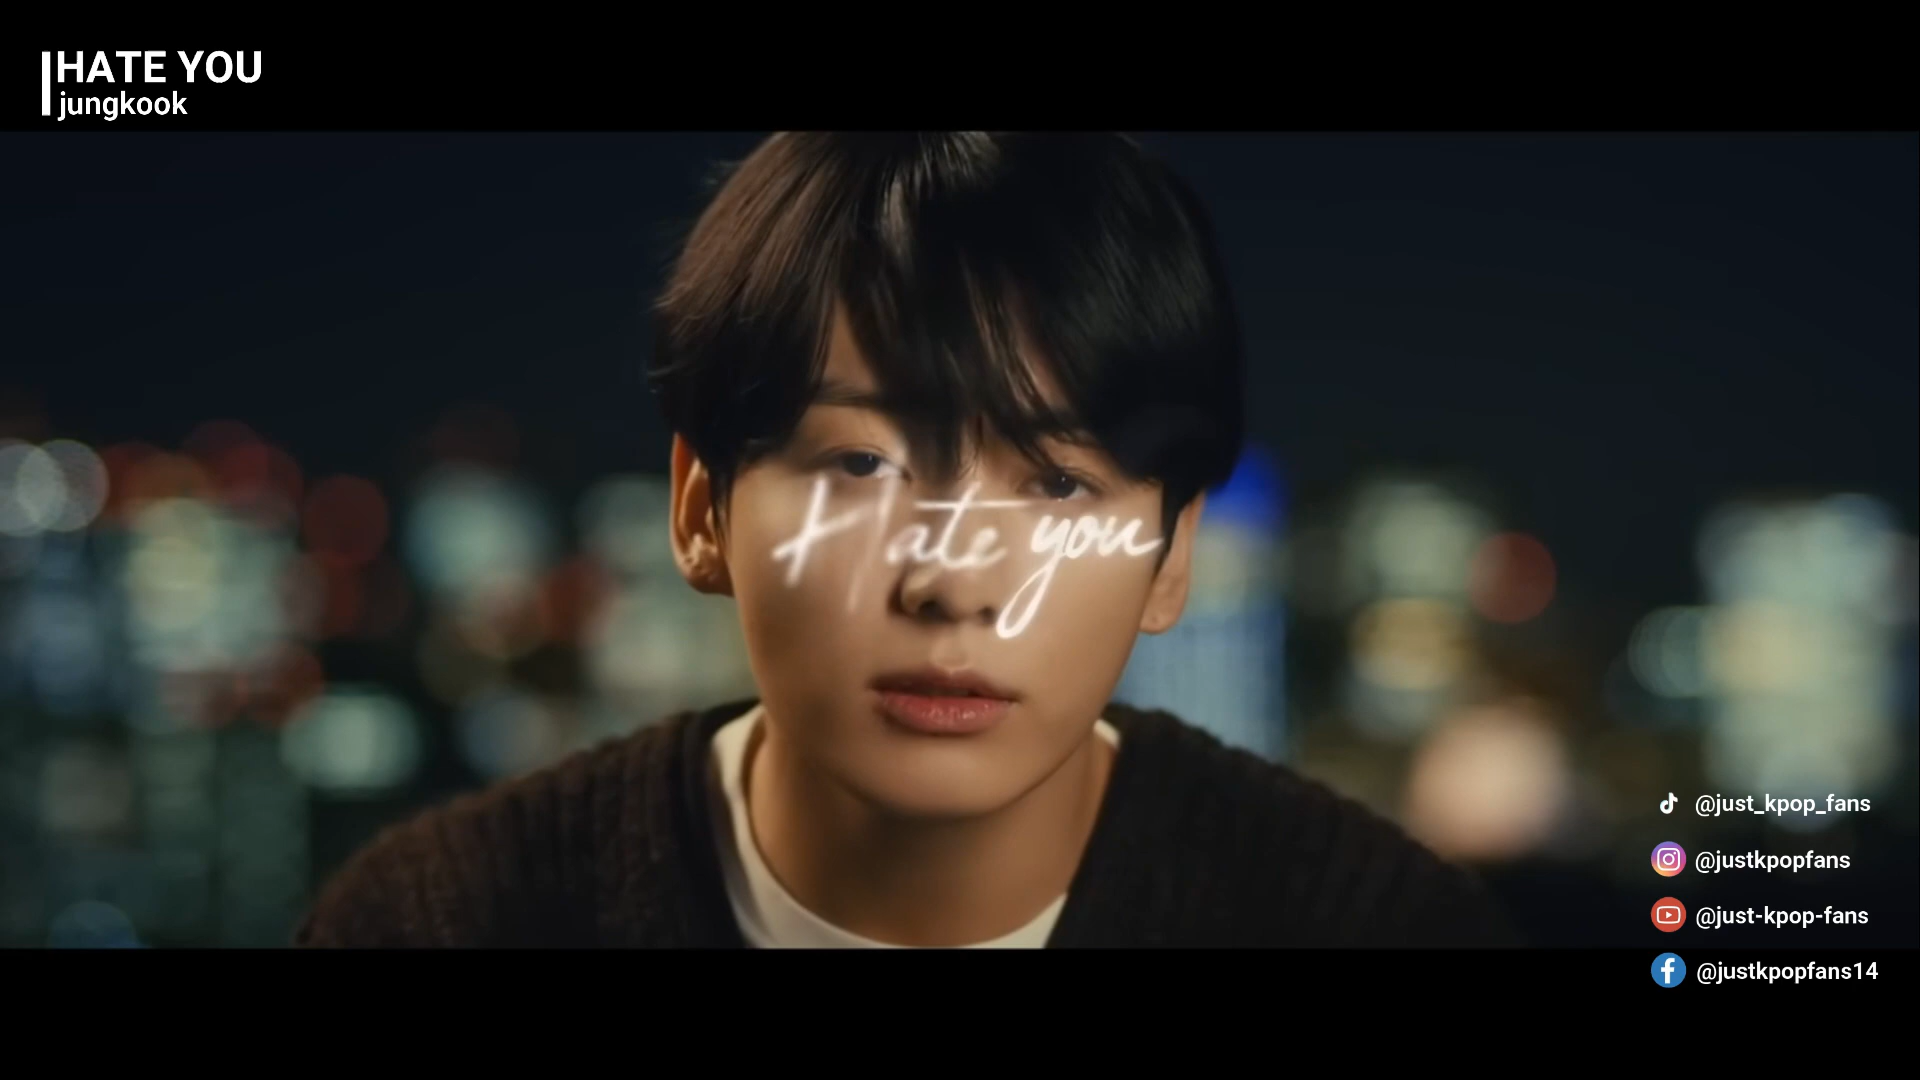 HATE YOU
jungkook
Hate you
@just_kpop_fans
@justkpopfans
@just-kpop-fans
@justkpopfans14